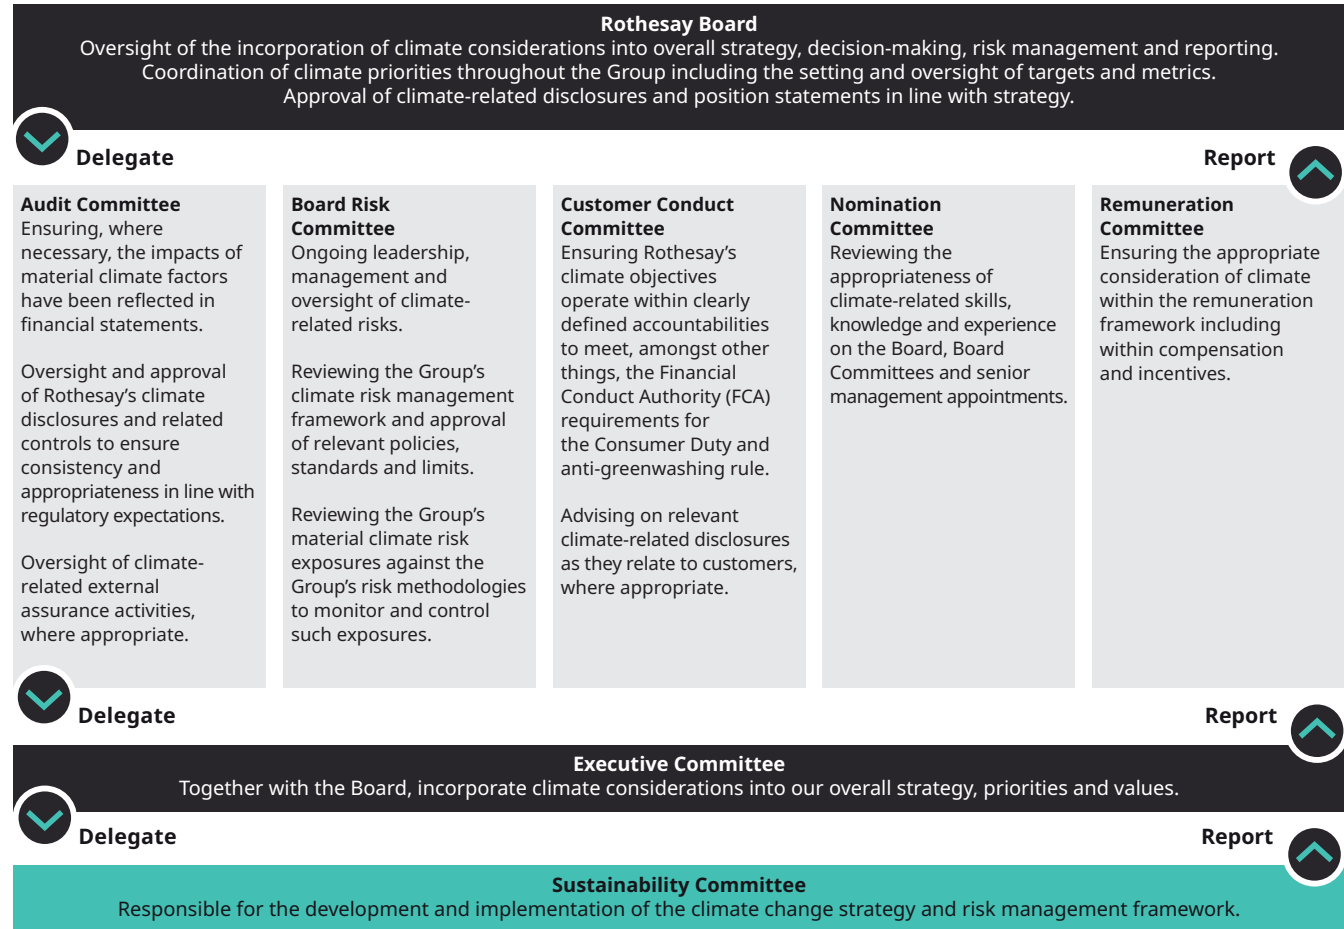 Rothesay Board
Oversight of the incorporation of climate considerations into overall strategy, decision-making, risk management and reporting.
Coordination of climate priorities throughout the Group including the setting and oversight of targets and metrics.
Approval of climate-related disclosures and position statements in line with strategy.
Delegate
Report
Audit Committee
Ensuring, where
necessary, the impacts of
material climate factors
have been reflected in
financial statements.
Oversight and approval
of Rothesay's climate
disclosures and related
controls to ensure
consistency and
appropriateness in line with
regulatory expectations.
Oversight of climate-
related external
assurance activities,
where appropriate.
Board Risk
Committee
Ongoing leadership,
management and
oversight of climate-
related risks.
Reviewing the Group's
climate risk management
framework and approval
of relevant policies,
standards and limits.
Reviewing the Group's
material climate risk
exposures against the
Group's risk methodologies
to monitor and control
such exposures.
Customer Conduct
Committee
Ensuring Rothesay's
climate objectives
operate within clearly
defined accountabilities
to meet, amongst other
things, the Financial
Conduct Authority (FCA)
requirements for
the Consumer Duty and
anti-greenwashing rule.
Advising on relevant
climate-related disclosures
as they relate to customers,
where appropriate.
Nomination
Committee
Reviewing the
appropriateness of
climate-related skills,
knowledge and experience
on the Board, Board
Committees and senior
management appointments.
Remuneration
Committee
Ensuring the appropriate
consideration of climate
within the remuneration
framework including
within compensation
and incentives.
Delegate
Report
Executive Committee
Together with the Board, incorporate climate considerations into our overall strategy, priorities and values.
Delegate
Report
Sustainability Committee
Responsible for the development and implementation of the climate change strategy and risk management framework.